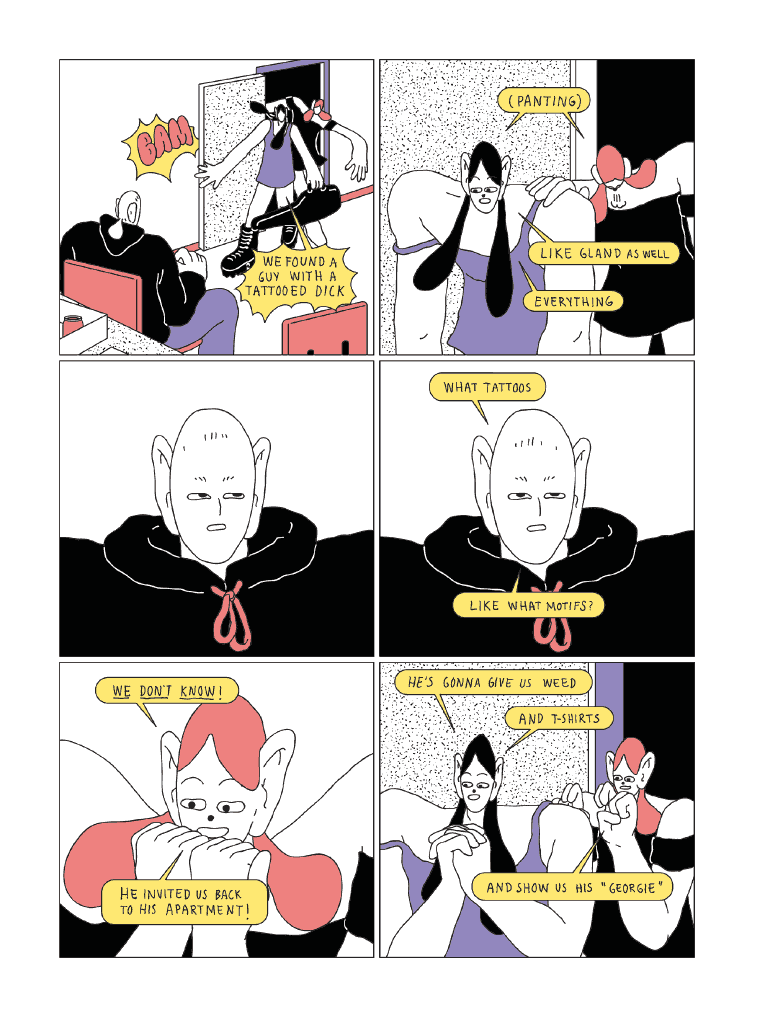 BAM
WE FOUND A
GUY WITH A
TATTOOED DICK
(PANTING)
LIKE GLAND AS WELL
EVERYTHING
WHAT TATTOOS
LIKE WHAT MOTIFS?
WE DON'T KNOW!
HE INVITED US BACK
TO HIS APARTMENT!
HE'S GONNA GIVE US WEED
AND T-SHIRTS
AND SHOW US HIS "GEORGIE"